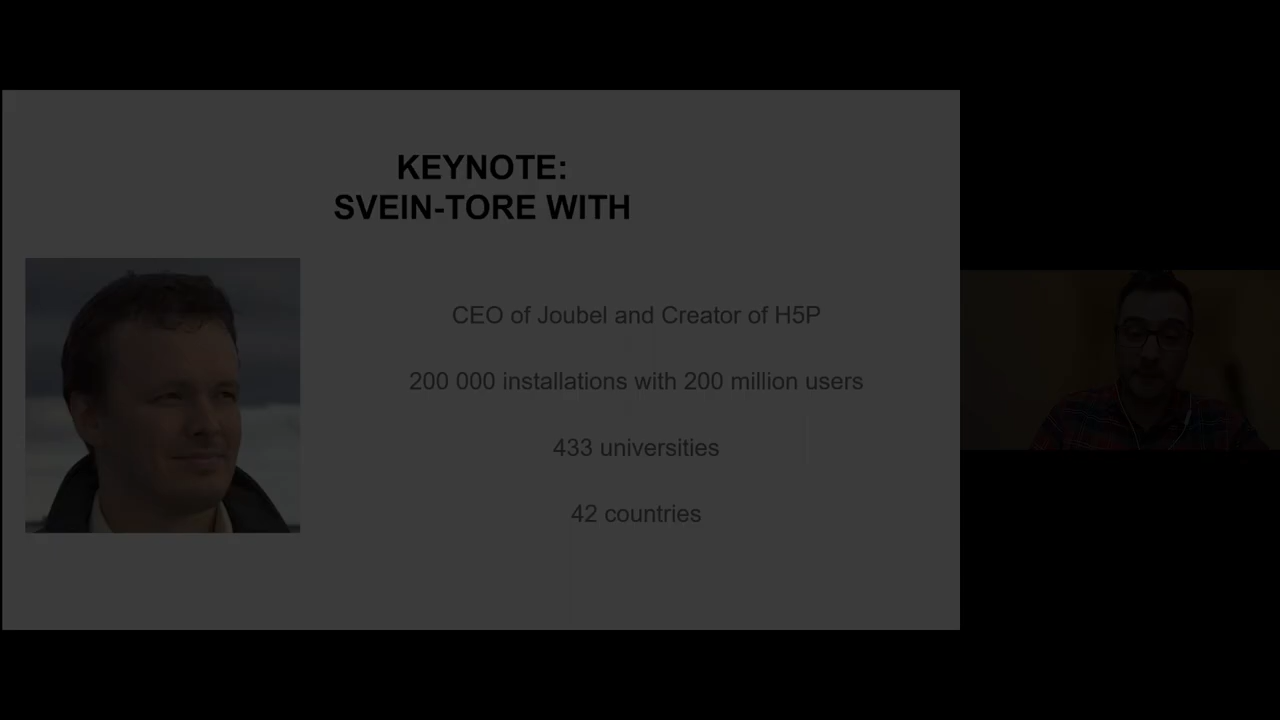 KEYNOTE:
SVEIN-TORE WITH
CEO of Joubel and Creator of H5P
200 000 installations with 200 million users
433 universities
42 countries